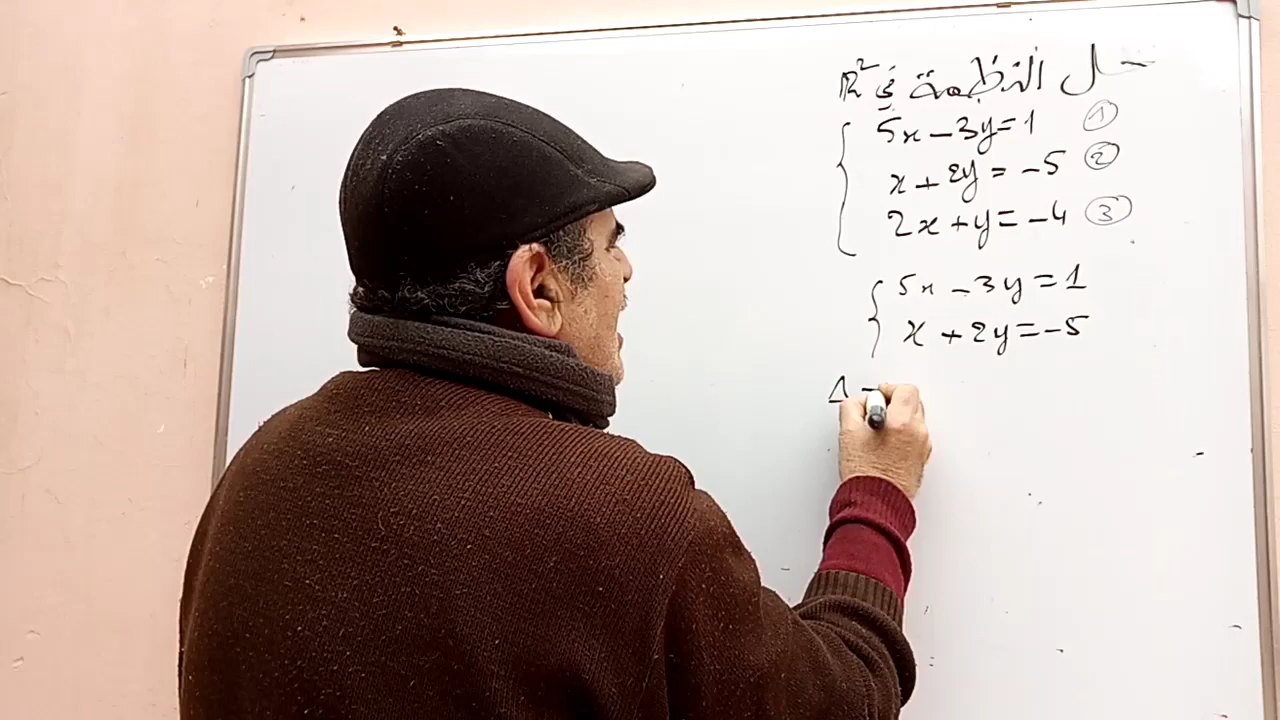 حل النظمة في ℝ²
5x - 3y = 1 ①
x + 2y = -5 ②
2x + y = -4 ③
5x - 3y = 1
x + 2y = -5
Δ =